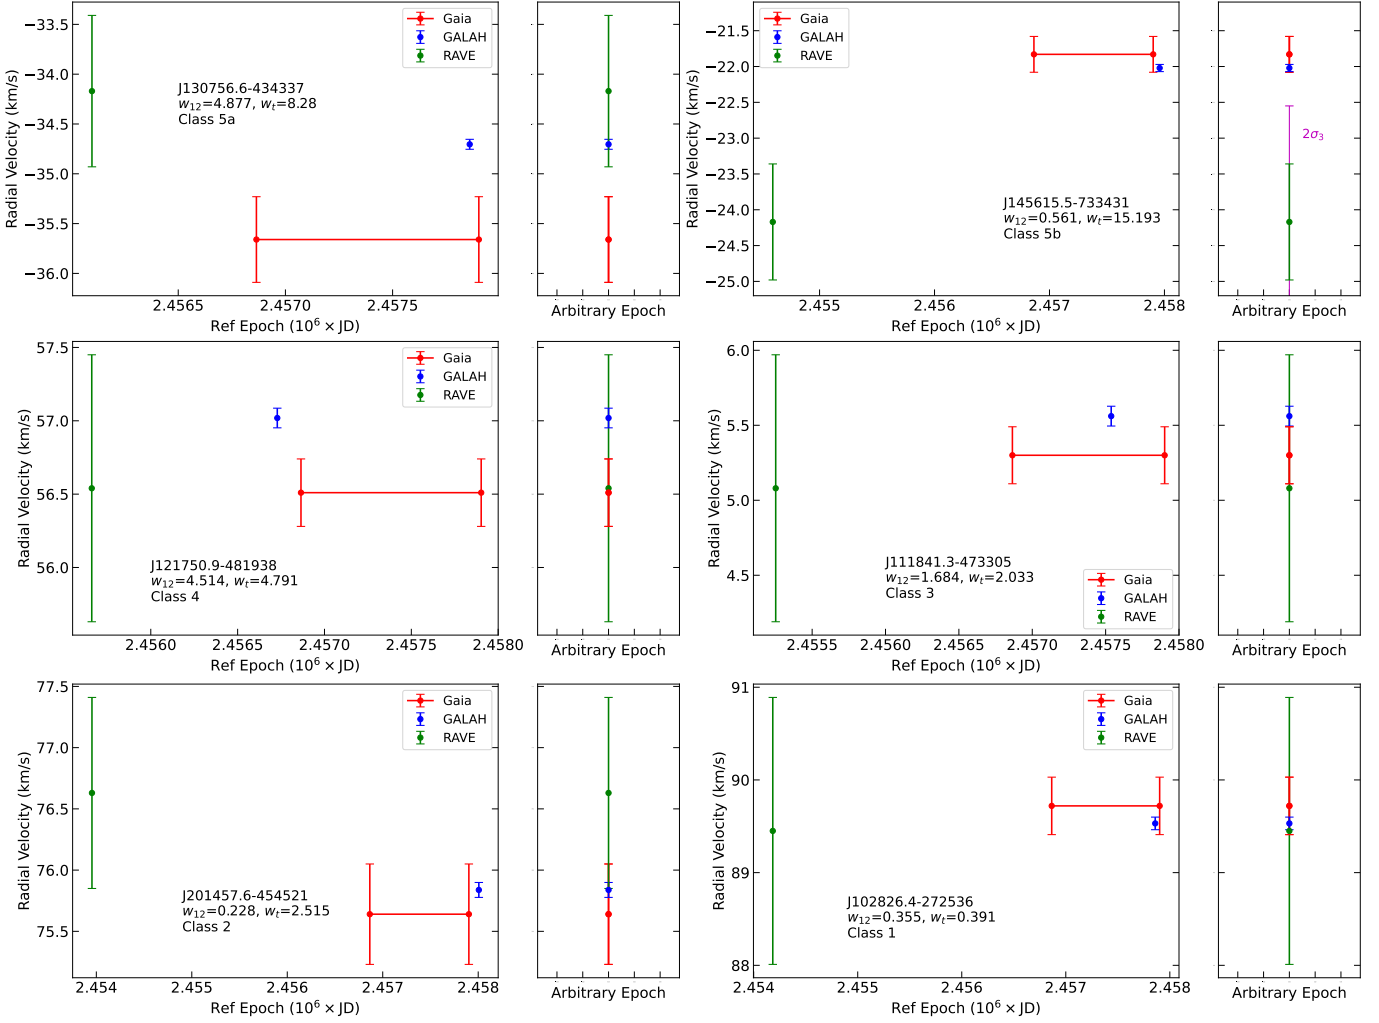 −33.5
−34.0
−34.5
−35.0
−35.5
−36.0
Radial Velocity (km/s)
Gaia
GALAH
RAVE
J130756.6-434337
w12=4.877, wt=8.28
Class 5a
2.4565
2.4570
2.4575
Ref Epoch (10⁶ × JD)
Arbitrary Epoch
−21.5
−22.0
−22.5
−23.0
−23.5
−24.0
−24.5
−25.0
Radial Velocity (km/s)
Gaia
GALAH
RAVE
J145615.5-733431
w12=0.561, wt=15.193
Class 5b
2.455
2.456
2.457
2.458
Ref Epoch (10⁶ × JD)
2σ3
Arbitrary Epoch
57.5
57.0
56.5
56.0
Radial Velocity (km/s)
Gaia
GALAH
RAVE
J121750.9-481938
w12=4.514, wt=4.791
Class 4
2.4560
2.4565
2.4570
2.4575
2.4580
Ref Epoch (10⁶ × JD)
Arbitrary Epoch
6.0
5.5
5.0
4.5
Radial Velocity (km/s)
J111841.3-473305
w12=1.684, wt=2.033
Class 3
Gaia
GALAH
RAVE
2.4555
2.4560
2.4565
2.4570
2.4575
2.4580
Ref Epoch (10⁶ × JD)
Arbitrary Epoch
77.5
77.0
76.5
76.0
75.5
Radial Velocity (km/s)
Gaia
GALAH
RAVE
J201457.6-454521
w12=0.228, wt=2.515
Class 2
2.454
2.455
2.456
2.457
2.458
Ref Epoch (10⁶ × JD)
Arbitrary Epoch
91
90
89
88
Radial Velocity (km/s)
Gaia
GALAH
RAVE
J102826.4-272536
w12=0.355, wt=0.391
Class 1
2.454
2.455
2.456
2.457
2.458
Ref Epoch (10⁶ × JD)
Arbitrary Epoch